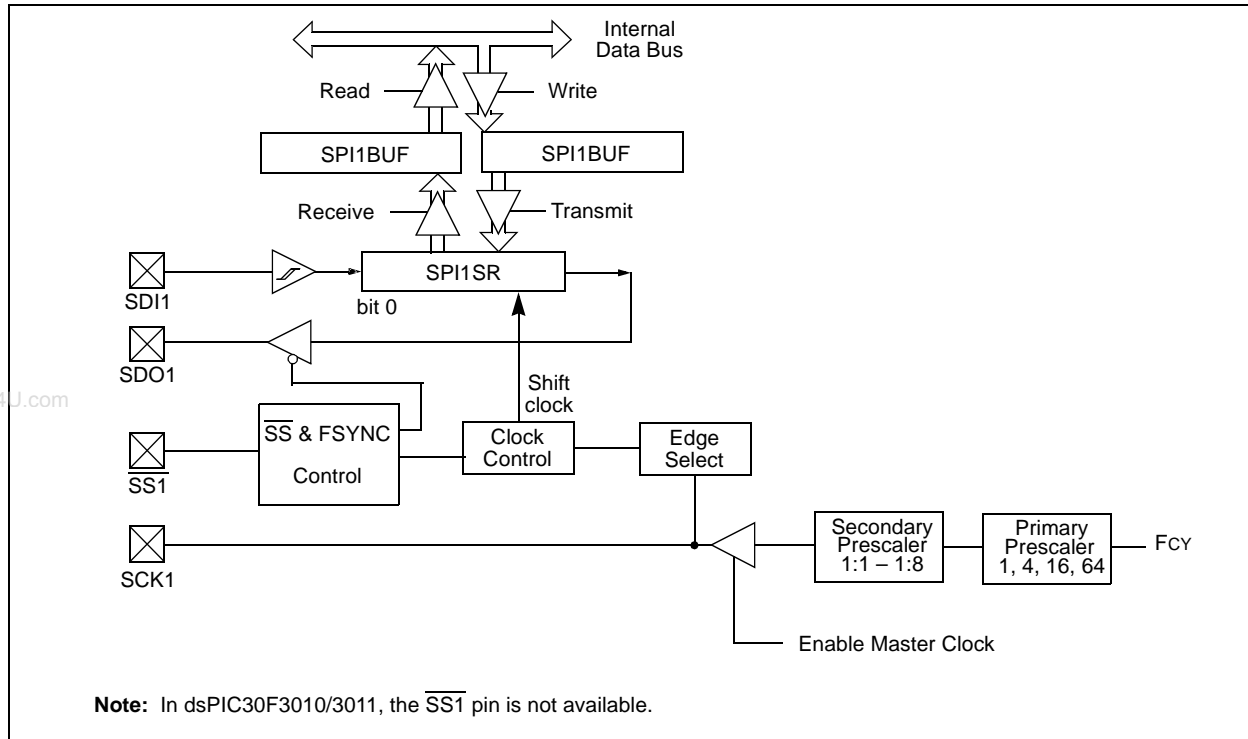 Internal
Data Bus
Read
Write
SPI1BUF
SPI1BUF
Receive
Transmit
SPI1SR
SDI1
bit 0
SDO1
Shift
clock
4U.com
SS & FSYNC
Control
Clock
Control
Edge
Select
SS1
SCK1
Secondary
Prescaler
1:1 – 1:8
Primary
Prescaler
1, 4, 16, 64
FCY
Enable Master Clock
Note: In dsPIC30F3010/3011, the SS1 pin is not available.